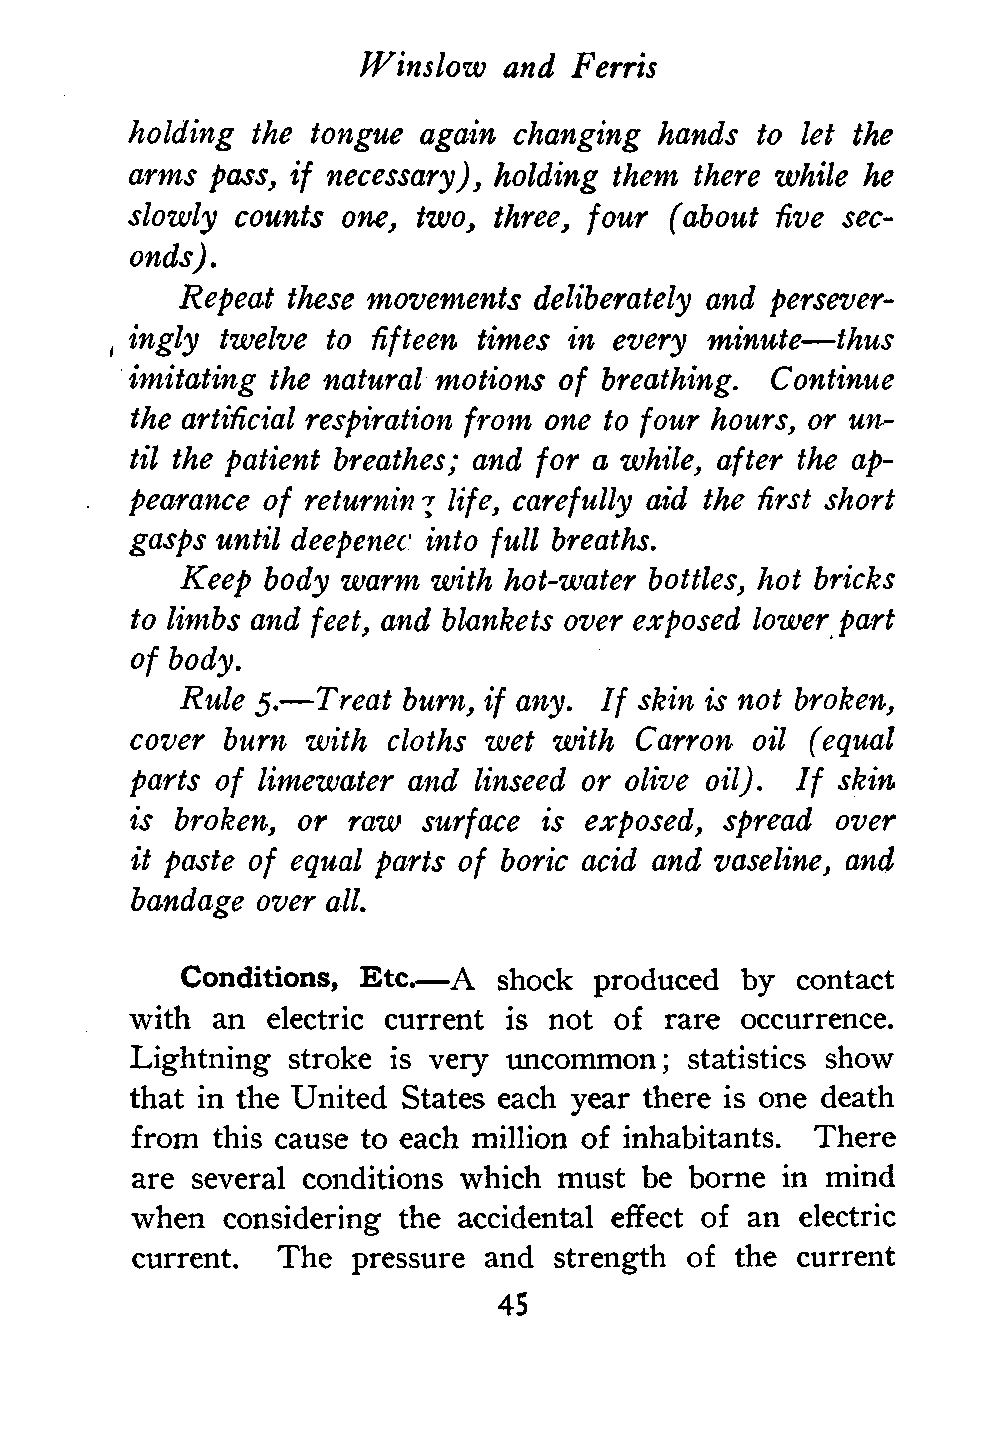 Winslow and Ferris
holding the tongue again changing hands to let the
arms pass, if necessary), holding them there while he
slowly counts one, two, three, four (about five sec-
onds).
Repeat these movements deliberately and persever-
ingly twelve to fifteen times in every minute—thus
imitating the natural motions of breathing. Continue
the artificial respiration from one to four hours, or un-
til the patient breathes; and for a while, after the ap-
pearance of returning life, carefully aid the first short
gasps until deepened into full breaths.
Keep body warm with hot-water bottles, hot bricks
to limbs and feet, and blankets over exposed lower part
of body.
Rule 5.—Treat burn, if any. If skin is not broken,
cover burn with cloths wet with Carron oil (equal
parts of limewater and linseed or olive oil). If skin
is broken, or raw surface is exposed, spread over
it paste of equal parts of boric acid and vaseline, and
bandage over all.
Conditions, Etc.—A shock produced by contact
with an electric current is not of rare occurrence.
Lightning stroke is very uncommon; statistics show
that in the United States each year there is one death
from this cause to each million of inhabitants. There
are several conditions which must be borne in mind
when considering the accidental effect of an electric
current. The pressure and strength of the current
45